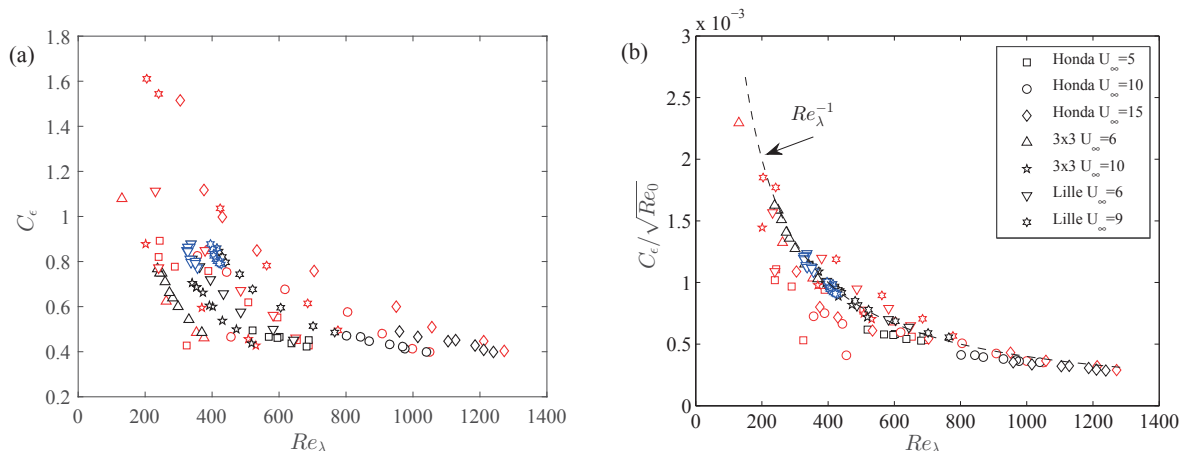 (a)
1.8
1.6
1.4
1.2
1
0.8
0.6
0.4
0.2
C_ϵ
0 200 400 600 800 1000 1200 1400
Re_λ
(b)
x 10⁻³
3
2.5
2
1.5
1
0.5
0
C_ϵ/√Re₀
Re_λ⁻¹
Honda U_∞=5
Honda U_∞=10
Honda U_∞=15
3x3 U_∞=6
3x3 U_∞=10
Lille U_∞=6
Lille U_∞=9
0 200 400 600 800 1000 1200 1400
Re_λ